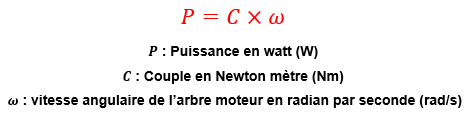 P = C × ω
P : Puissance en watt (W)
C : Couple en Newton mètre (Nm)
ω : vitesse angulaire de l'arbre moteur en radian par seconde (rad/s)